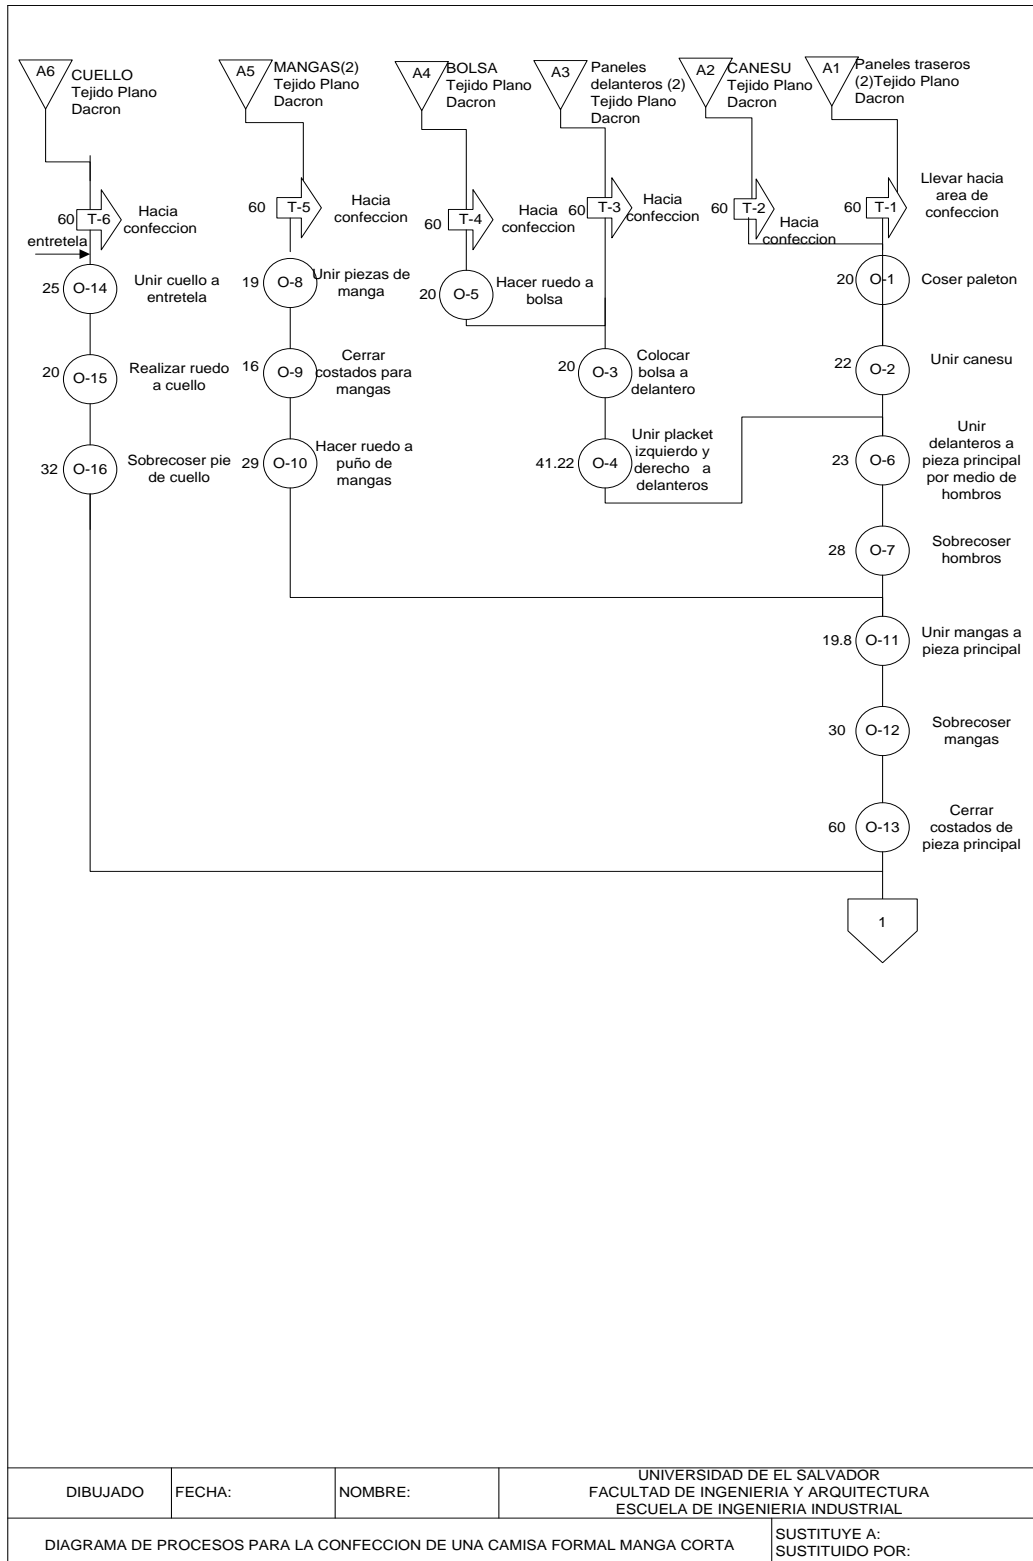 A6
CUELLO
Tejido Plano
Dacron
A5
MANGAS(2)
Tejido Plano
Dacron
A4
BOLSA
Tejido Plano
Dacron
A3
Paneles
delanteros (2)
Tejido Plano
Dacron
A2
CANESU
Tejido Plano
Dacron
A1
Paneles traseros
(2)Tejido Plano
Dacron
60
T-6
Hacia
confeccion
60
T-5
Hacia
confeccion
60
T-4
Hacia
confeccion
60
T-3
Hacia
confeccion
60
T-2
Hacia
confeccion
60
T-1
Llevar hacia
area de
confeccion
entretela
25
O-14
Unir cuello a
entretela
19
O-8
Unir piezas de
manga
20
O-5
Hacer ruedo a
bolsa
20
O-1
Coser paleton
20
O-15
Realizar ruedo
a cuello
16
O-9
Cerrar
costados para
mangas
20
O-3
Colocar
bolsa a
delantero
22
O-2
Unir canesu
32
O-16
Sobrecoser pie
de cuello
29
O-10
Hacer ruedo a
puño de
mangas
41.22
O-4
Unir placket
izquierdo y
derecho a
delanteros
23
O-6
Unir
delanteros a
pieza principal
por medio de
hombros
28
O-7
Sobrecoser
hombros
19.8
O-11
Unir mangas a
pieza principal
30
O-12
Sobrecoser
mangas
60
O-13
Cerrar
costados de
pieza principal
1
DIBUJADO
FECHA:
NOMBRE:
UNIVERSIDAD DE EL SALVADOR
FACULTAD DE INGENIERIA Y ARQUITECTURA
ESCUELA DE INGENIERIA INDUSTRIAL
DIAGRAMA DE PROCESOS PARA LA CONFECCION DE UNA CAMISA FORMAL MANGA CORTA
SUSTITUYE A:
SUSTITUIDO POR: